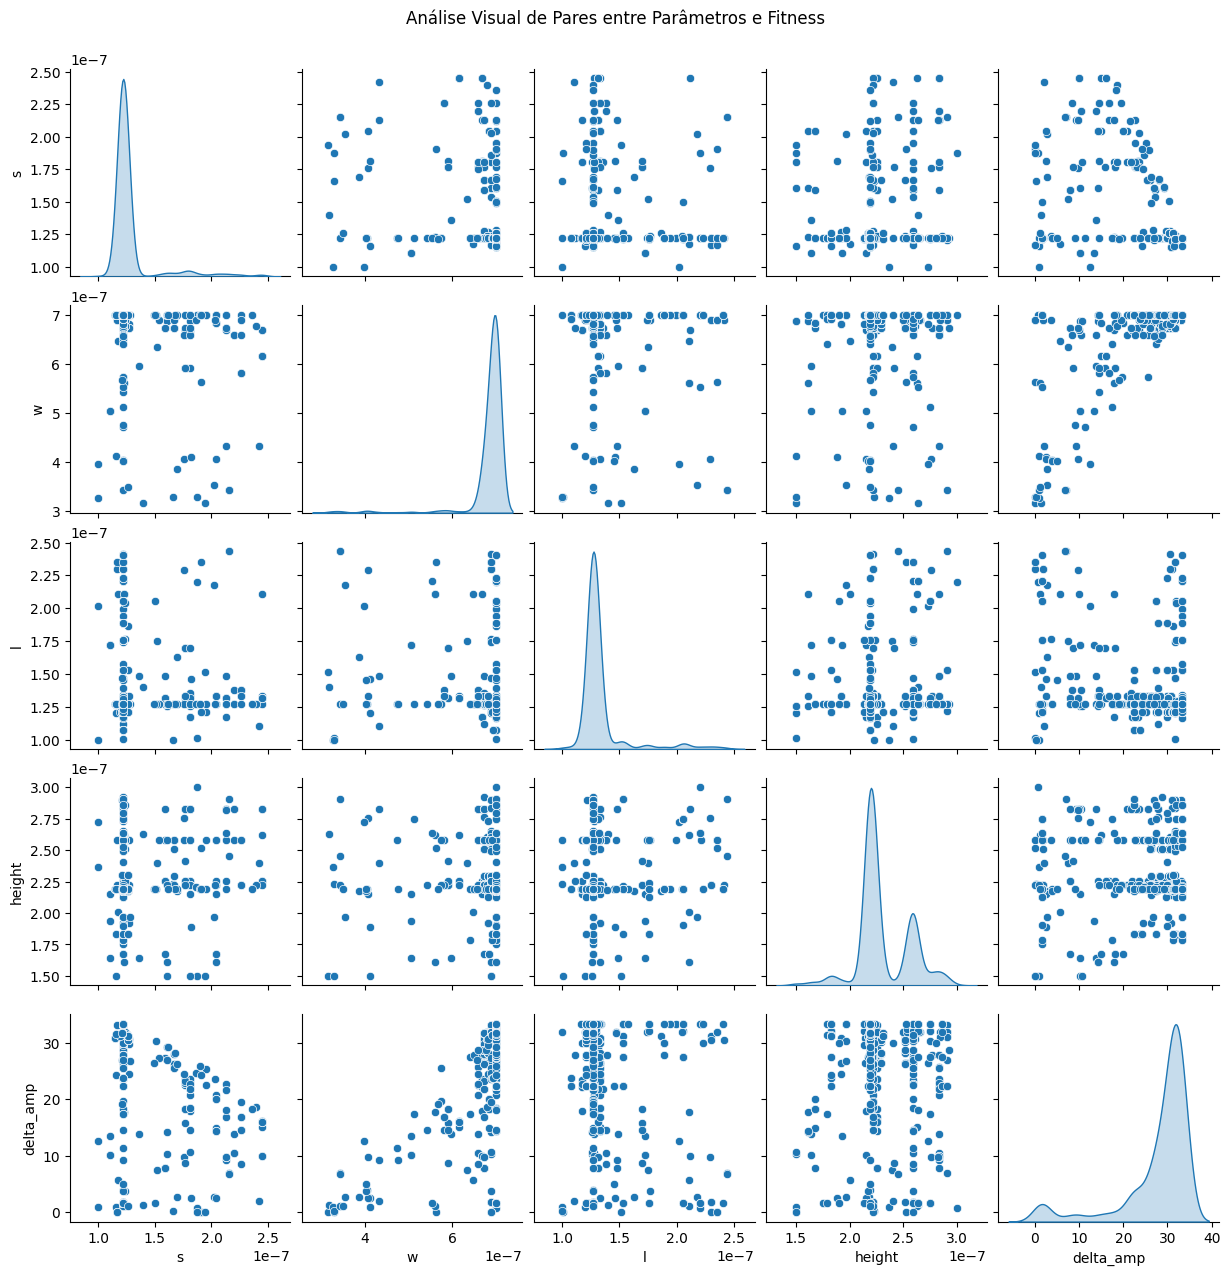 Análise Visual de Pares entre Parâmetros e Fitness
1e−7
2.50
2.25
2.00
1.75
1.50
1.25
1.00
s
1e−7
7
6
5
4
3
w
1e−7
2.50
2.25
2.00
1.75
1.50
1.25
1.00
l
1e−7
3.00
2.75
2.50
2.25
2.00
1.75
1.50
height
30
20
10
0
delta_amp
1.0 1.5 2.0 2.5
1e−7
s
4 6
1e−7
w
1.0 1.5 2.0 2.5
1e−7
l
1.5 2.0 2.5 3.0
1e−7
height
0 10 20 30 40
delta_amp